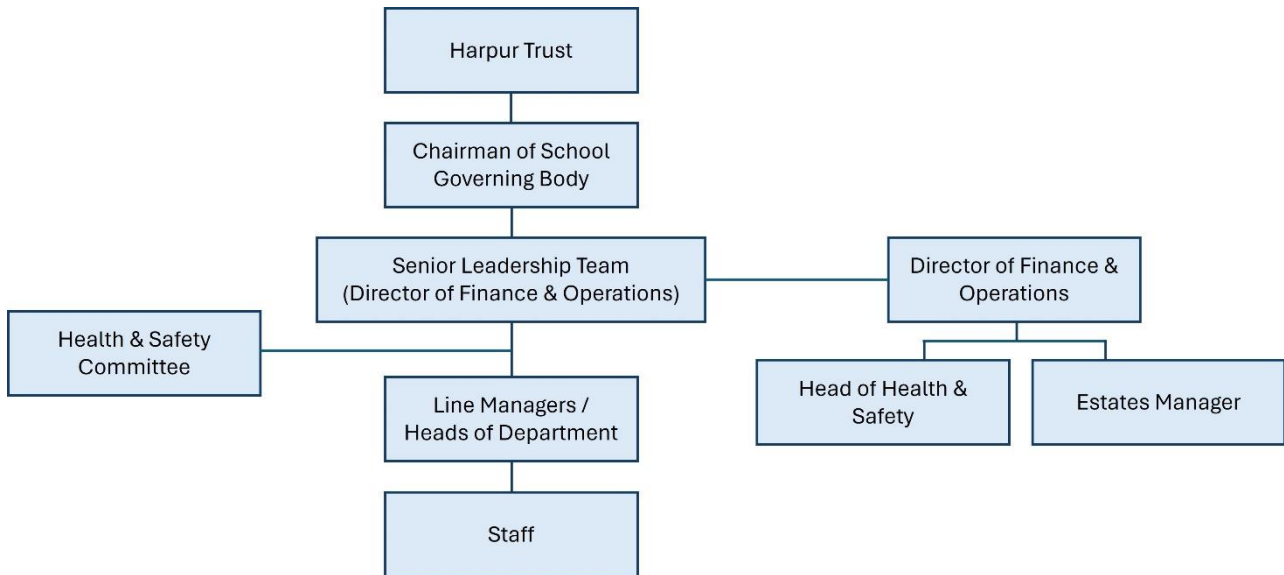 Harpur Trust
Chairman of School
Governing Body
Senior Leadership Team
(Director of Finance & Operations)
Director of Finance &
Operations
Health & Safety
Committee
Head of Health &
Safety
Estates Manager
Line Managers /
Heads of Department
Staff